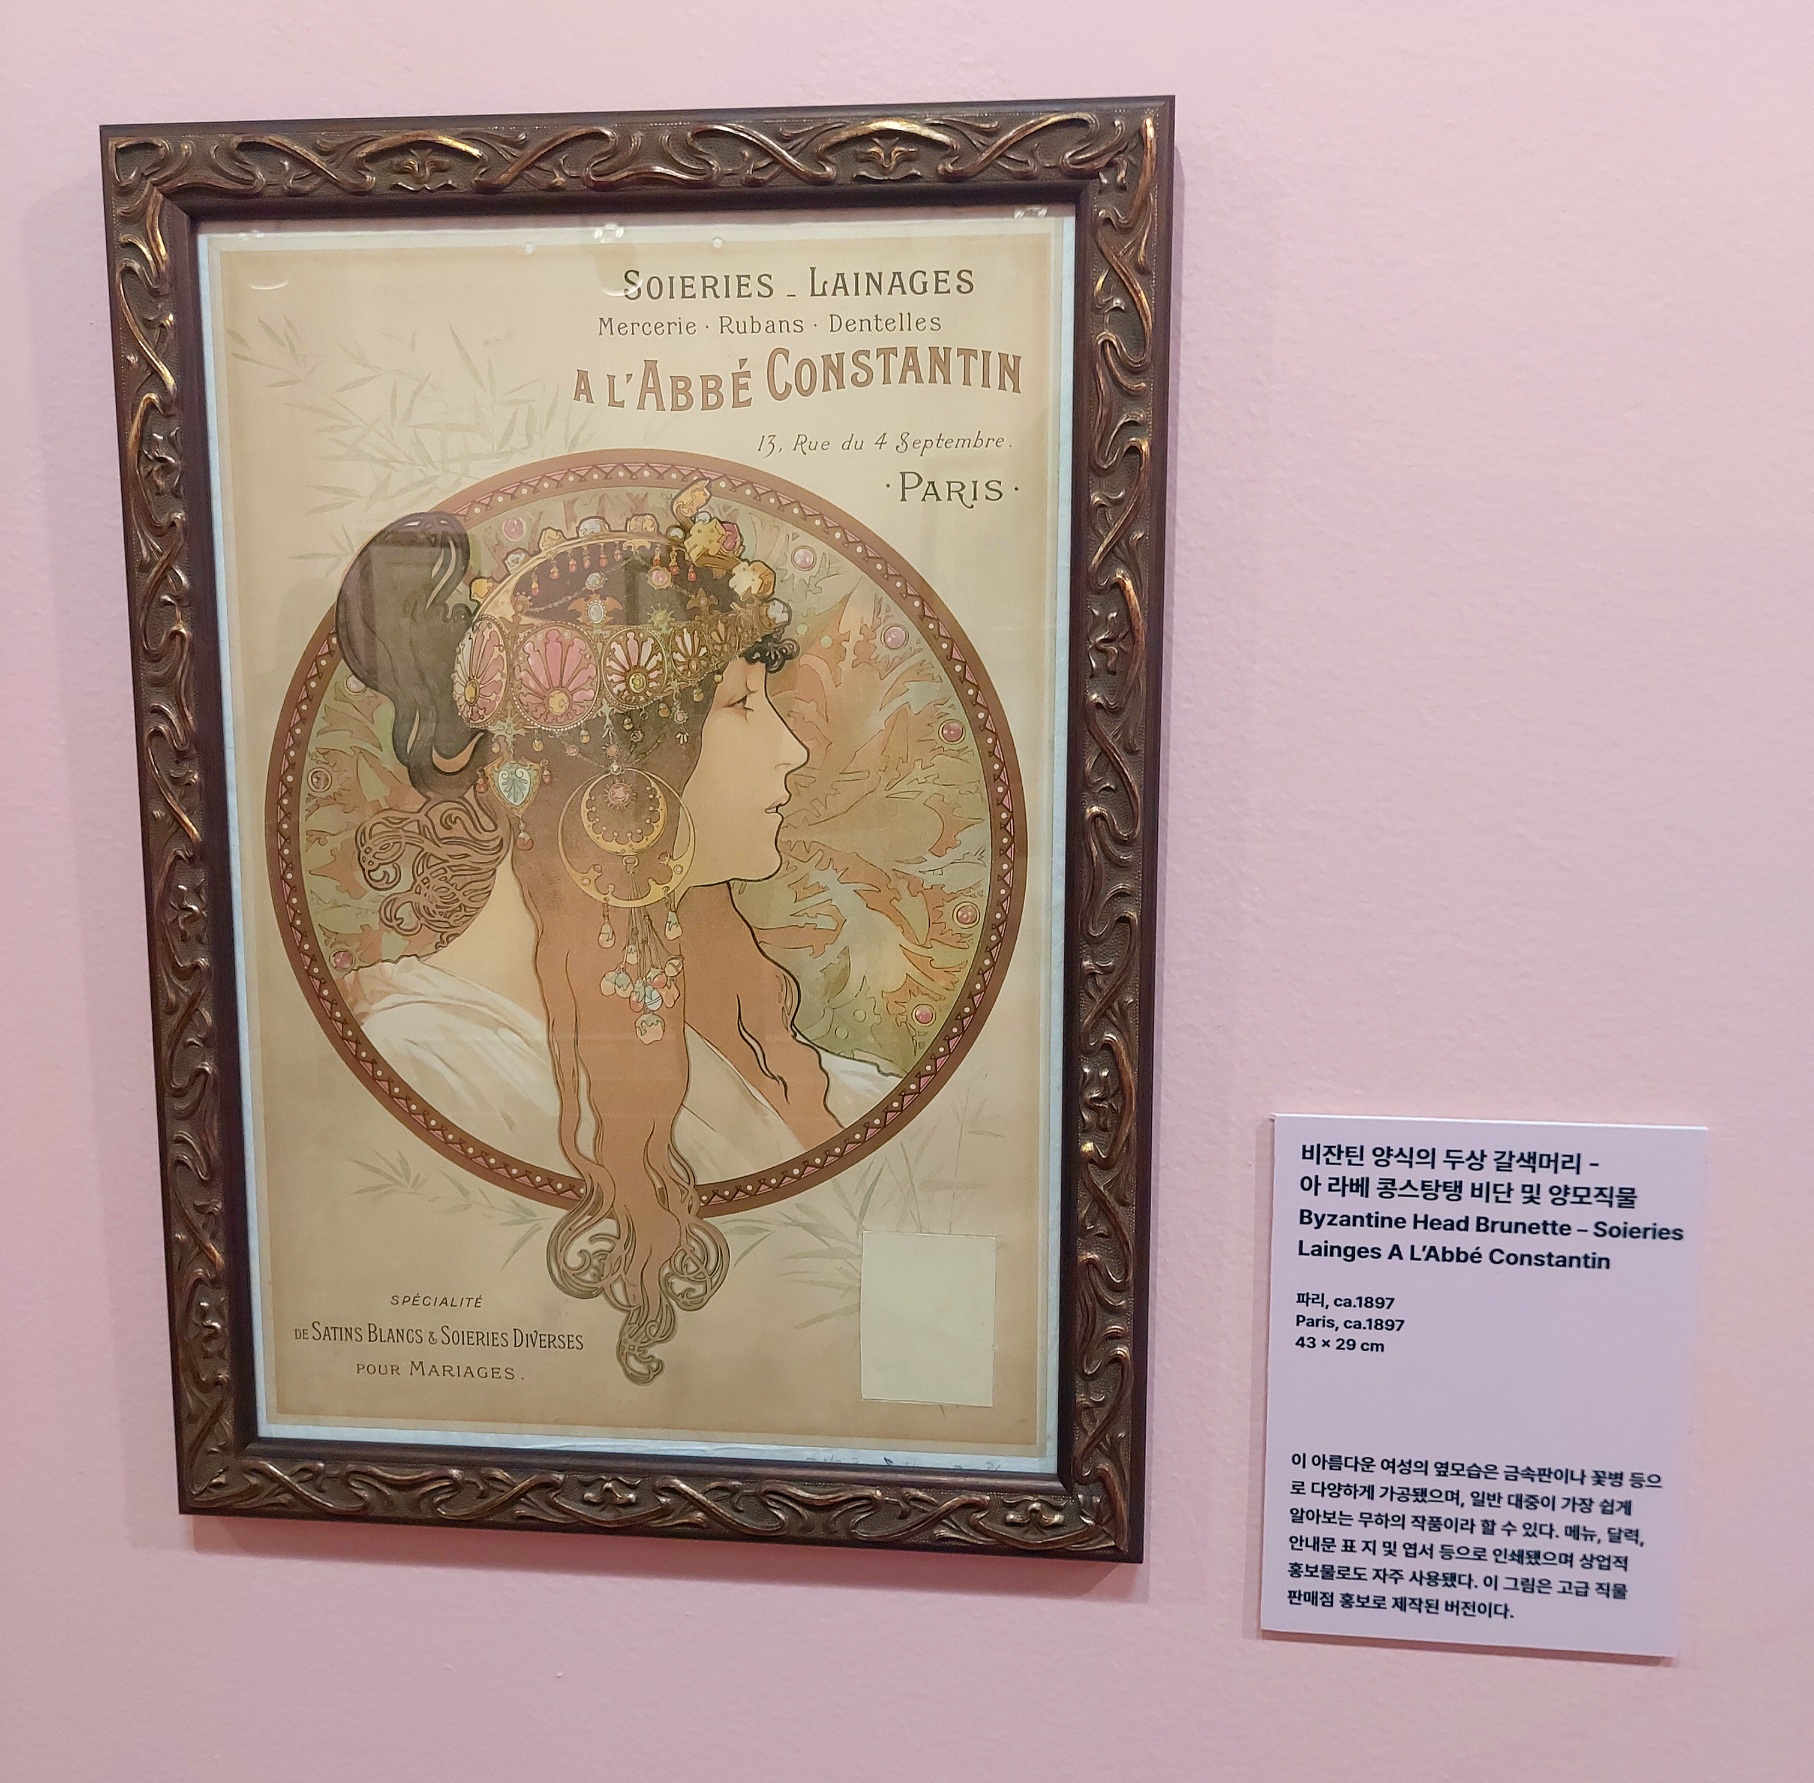 SOIERIES - LAINAGES
Mercerie · Rubans · Dentelles
A L'ABBÉ CONSTANTIN
13, Rue du 4 Septembre.
· PARIS ·
SPÉCIALITÉ
DE SATINS BLANCS & SOIERIES DIVERSES
POUR MARIAGES.
비잔틴 양식의 두상 갈색머리 -
아 라베 콩스탕탱 비단 및 양모직물
Byzantine Head Brunette – Soieries
Lainges A L'Abbé Constantin
파리, ca.1897
Paris, ca.1897
43 × 29 cm
이 아름다운 여성의 옆모습은 금속판이나 꽃병 등으
로 다양하게 가공됐으며, 일반 대중이 가장 쉽게
알아보는 무하의 작품이라 할 수 있다. 메뉴, 달력,
안내문 표 지 및 엽서 등으로 인쇄됐으며 상업적
홍보물로도 자주 사용됐다. 이 그림은 고급 직물
판매점 홍보로 제작된 버전이다.